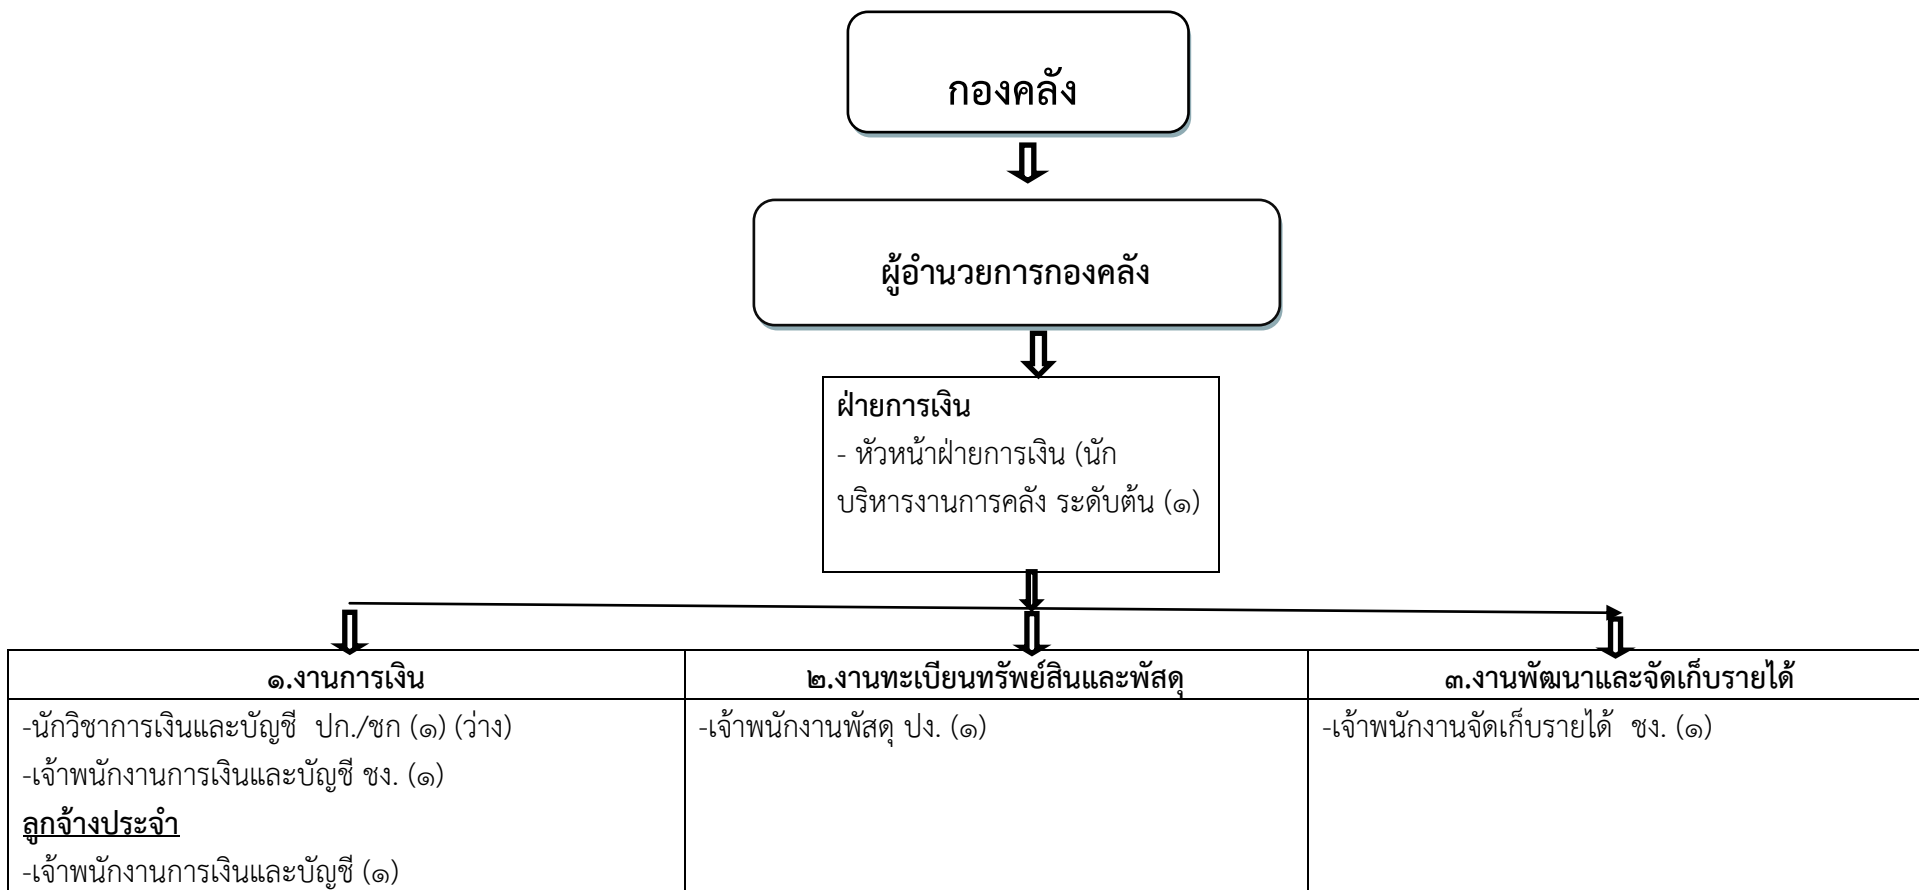 กองคลัง
ผู้อำนวยการกองคลัง
ฝ่ายการเงิน
- หัวหน้าฝ่ายการเงิน (นัก
บริหารงานการคลัง ระดับต้น (๑)
๑.งานการเงิน
-นักวิชาการเงินและบัญชี ปก./ชก (๑) (ว่าง)
-เจ้าพนักงานการเงินและบัญชี ชง. (๑)
ลูกจ้างประจำ
-เจ้าพนักงานการเงินและบัญชี (๑)
๒.งานทะเบียนทรัพย์สินและพัสดุ
-เจ้าพนักงานพัสดุ ปง. (๑)
๓.งานพัฒนาและจัดเก็บรายได้
-เจ้าพนักงานจัดเก็บรายได้ ชง. (๑)